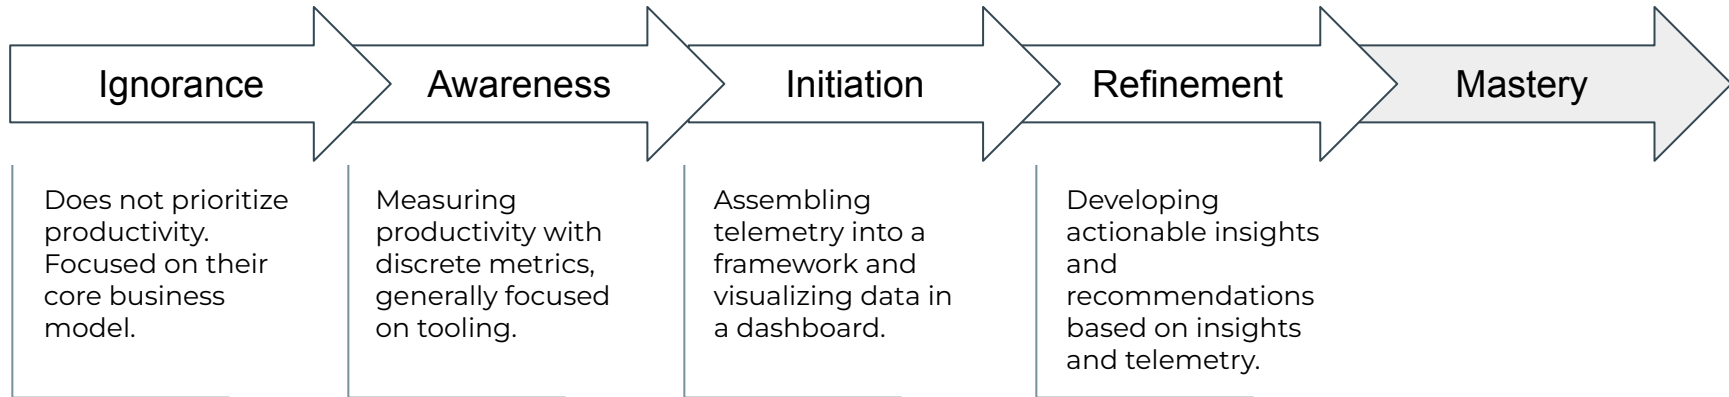 Ignorance
Awareness
Initiation
Refinement
Mastery
Does not prioritize
productivity.
Focused on their
core business
model.
Measuring
productivity with
discrete metrics,
generally focused
on tooling.
Assembling
telemetry into a
framework and
visualizing data in
a dashboard.
Developing
actionable insights
and
recommendations
based on insights
and telemetry.